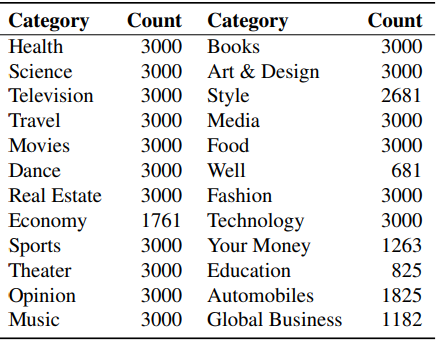 Category Count Category Count
Health 3000 Books 3000
Science 3000 Art & Design 3000
Television 3000 Style 2681
Travel 3000 Media 3000
Movies 3000 Food 3000
Dance 3000 Well 681
Real Estate 3000 Fashion 3000
Economy 1761 Technology 3000
Sports 3000 Your Money 1263
Theater 3000 Education 825
Opinion 3000 Automobiles 1825
Music 3000 Global Business 1182